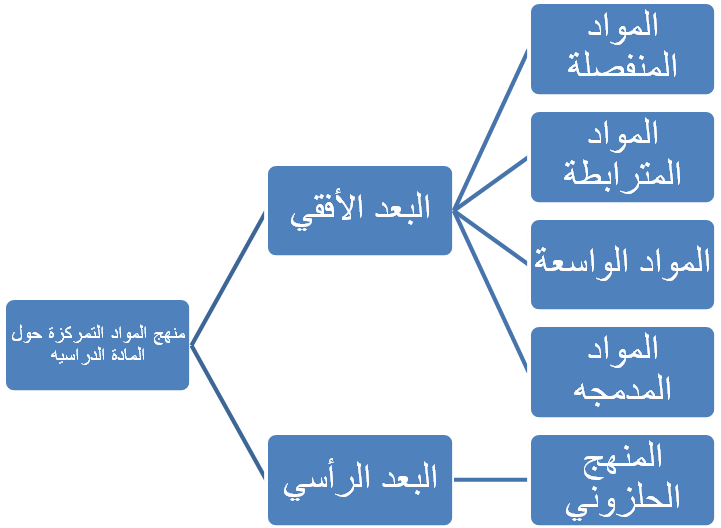 منهج المواد التمركزة حول
المادة الدراسيه
البعد الأفقي
المواد
المنفصلة
المواد
المترابطة
المواد الواسعة
المواد
المدمجه
البعد الرأسي
المنهج
الحلزوني